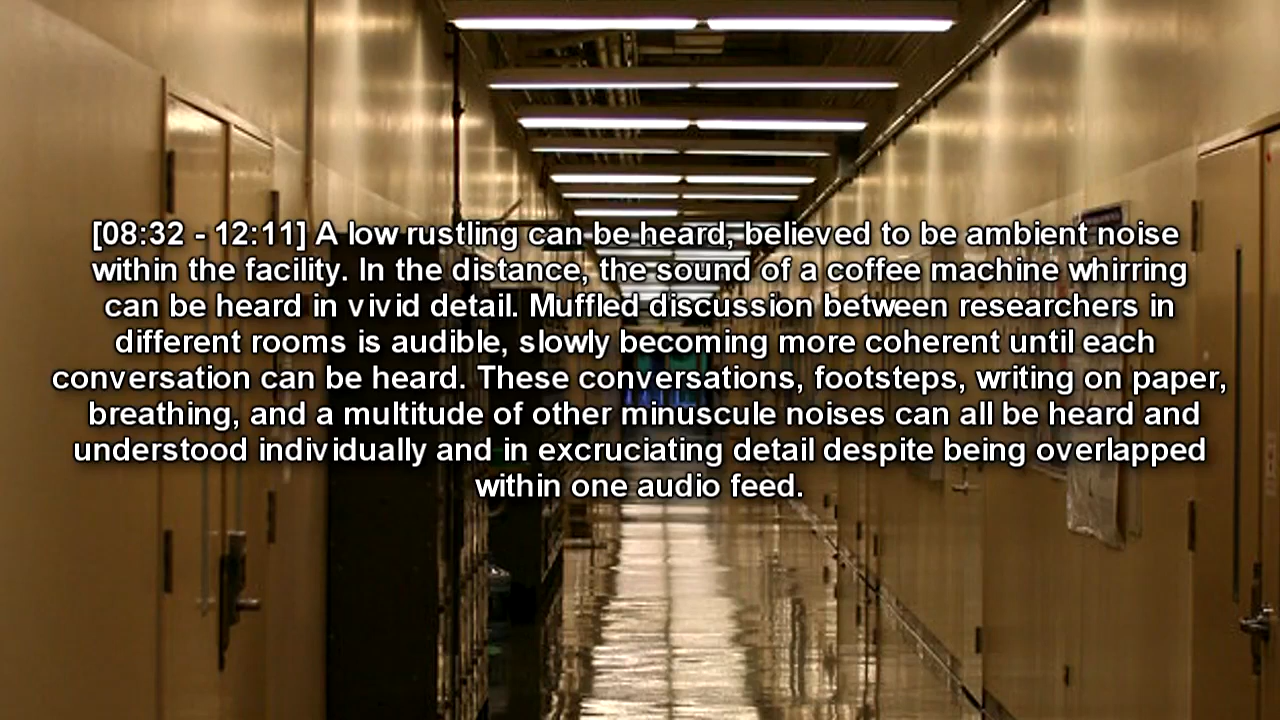 [08:32 - 12:11] A low rustling can be heard, believed to be ambient noise
within the facility. In the distance, the sound of a coffee machine whirring
can be heard in vivid detail. Muffled discussion between researchers in
different rooms is audible, slowly becoming more coherent until each
conversation can be heard. These conversations, footsteps, writing on paper,
breathing, and a multitude of other minuscule noises can all be heard and
understood individually and in excruciating detail despite being overlapped
within one audio feed.